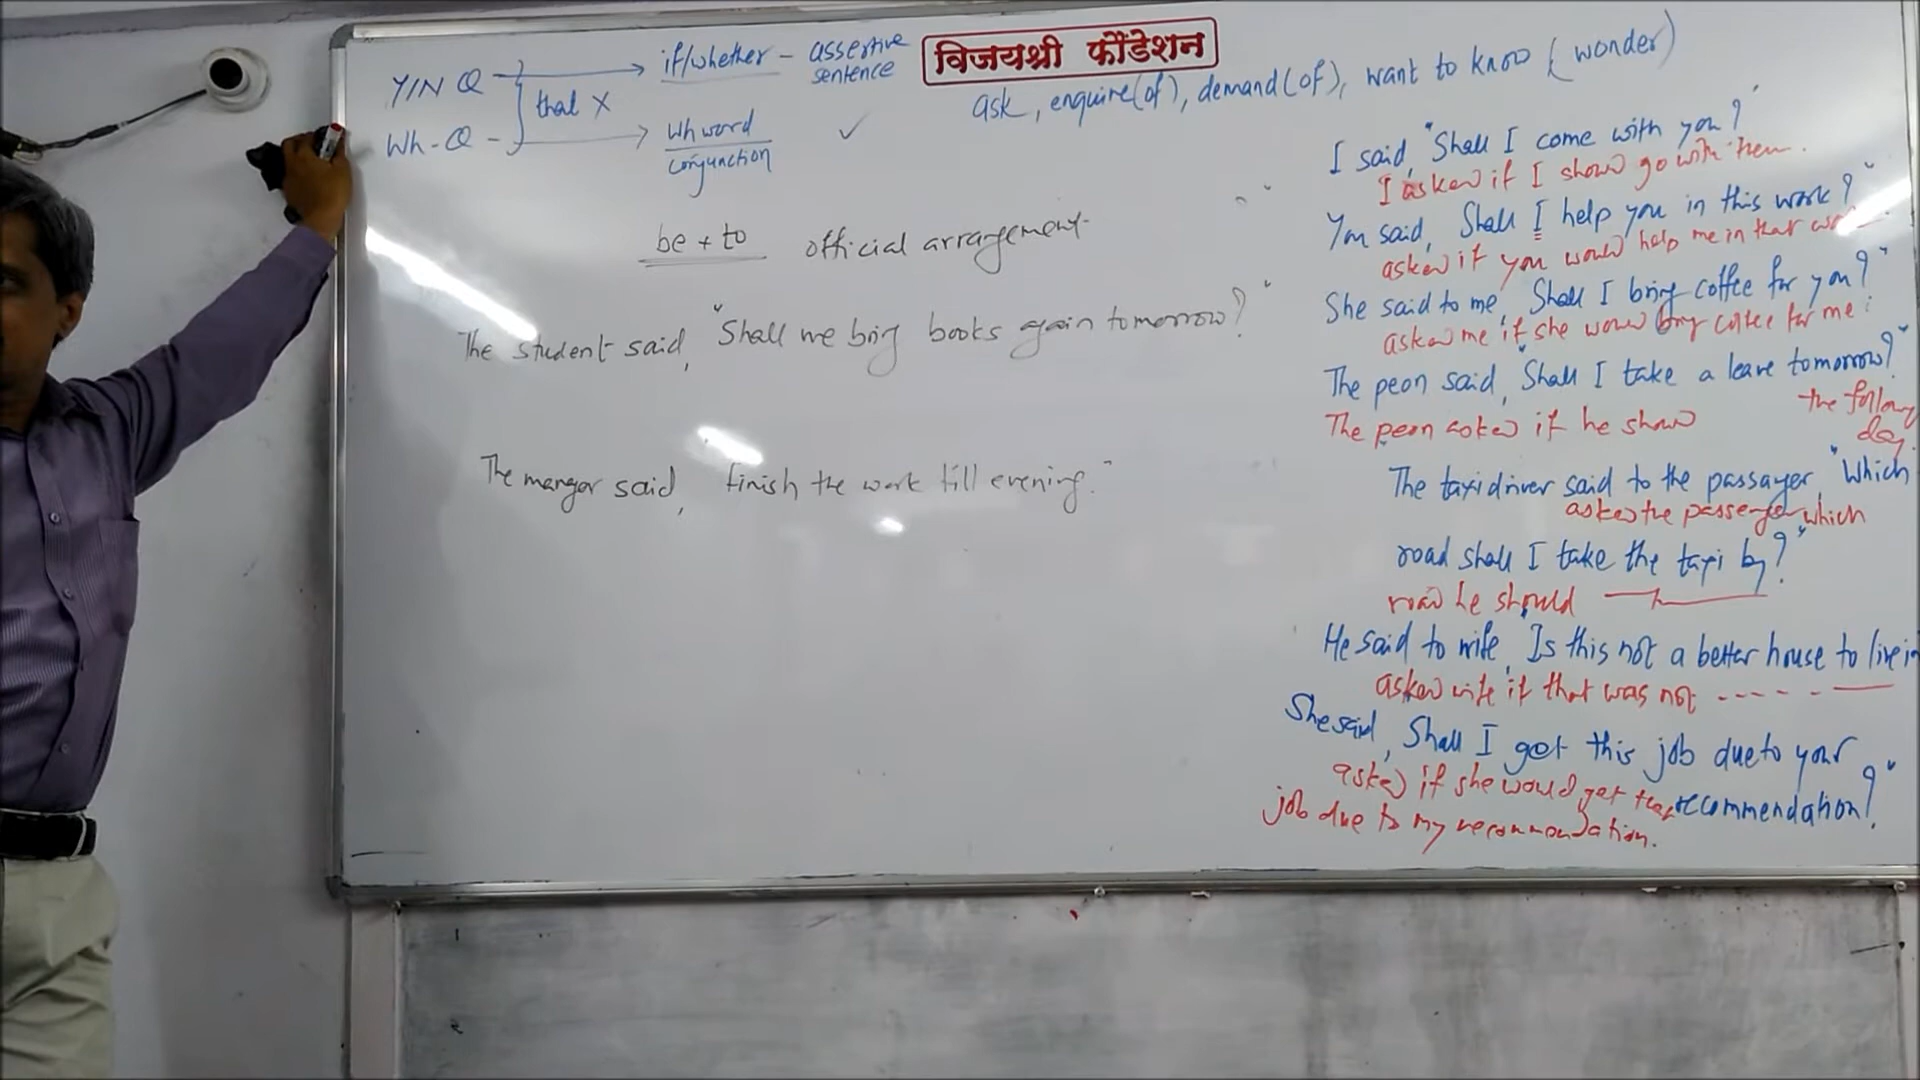 Y/N Q → if/whether - assertive
sentence
that X
Wh-Q - → Wh word
conjunction
✓
विजयश्री फौंडेशन
ask, enquire(of), demand(of), want to know (wonder)
be + to official arrangement
The student said, "Shall we bring books again tomorrow?"
The manger said, finish the work till evening."
I said, "Shall I come with you?"
I asked if I should go with them.
You said, Shall I help you in this work?"
asked if you would help me in that
She said to me, Shall I bring coffee for you?"
asked me if she would bring coffee for me.
The peon said, "Shall I take a leave tomorrow?"
The peon asked if he should
the following
day
The taxi driver said to the passager, "Which
asked the passenger which
road shall I take the taxi by?"
road he should
He said to wife, Is this not a better house to live in
asked wife if that was not - - - - -
She said, Shall I get this job due to your
recommendation?"
asked if she would get that
job due to my recommendation.